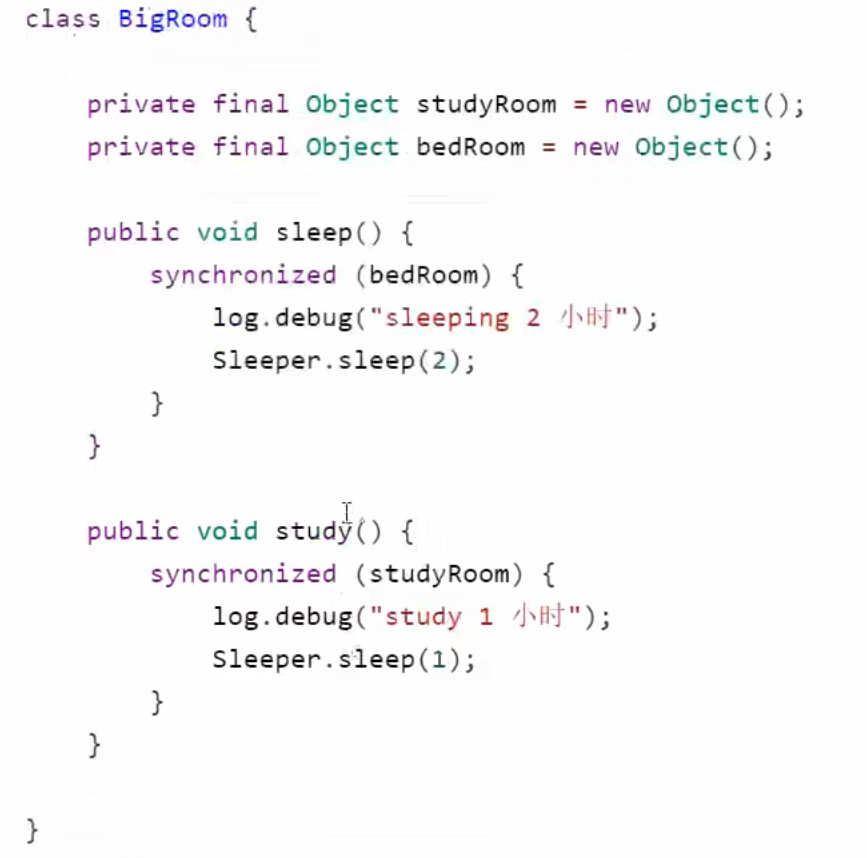 class BigRoom {
private final Object studyRoom = new Object();
private final Object bedRoom = new Object();
public void sleep() {
synchronized (bedRoom) {
log.debug("sleeping 2 小时");
Sleeper.sleep(2);
}
}
public void study() {
synchronized (studyRoom) {
log.debug("study 1 小时");
Sleeper.sleep(1);
}
}
}